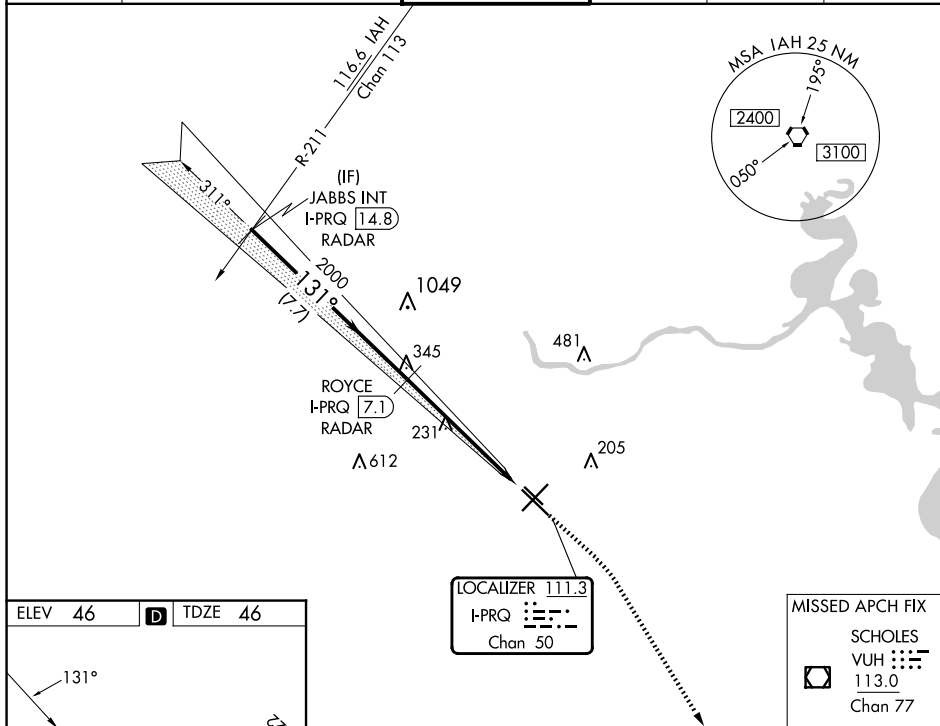 116.6 IAH
Chan 113
R-211
MSA IAH 25 NM
195°
2400
3100
050°
311°
(IF)
JABBS INT
I-PRQ 14.8
RADAR
2000
131°
(7.7)
1049
481
345
ROYCE
I-PRQ 7.1
RADAR
231
612
205
LOCALIZER 111.3
I-PRQ
Chan 50
ELEV 46 D TDZE 46
131°
22
MISSED APCH FIX
SCHOLES
VUH
113.0
Chan 77